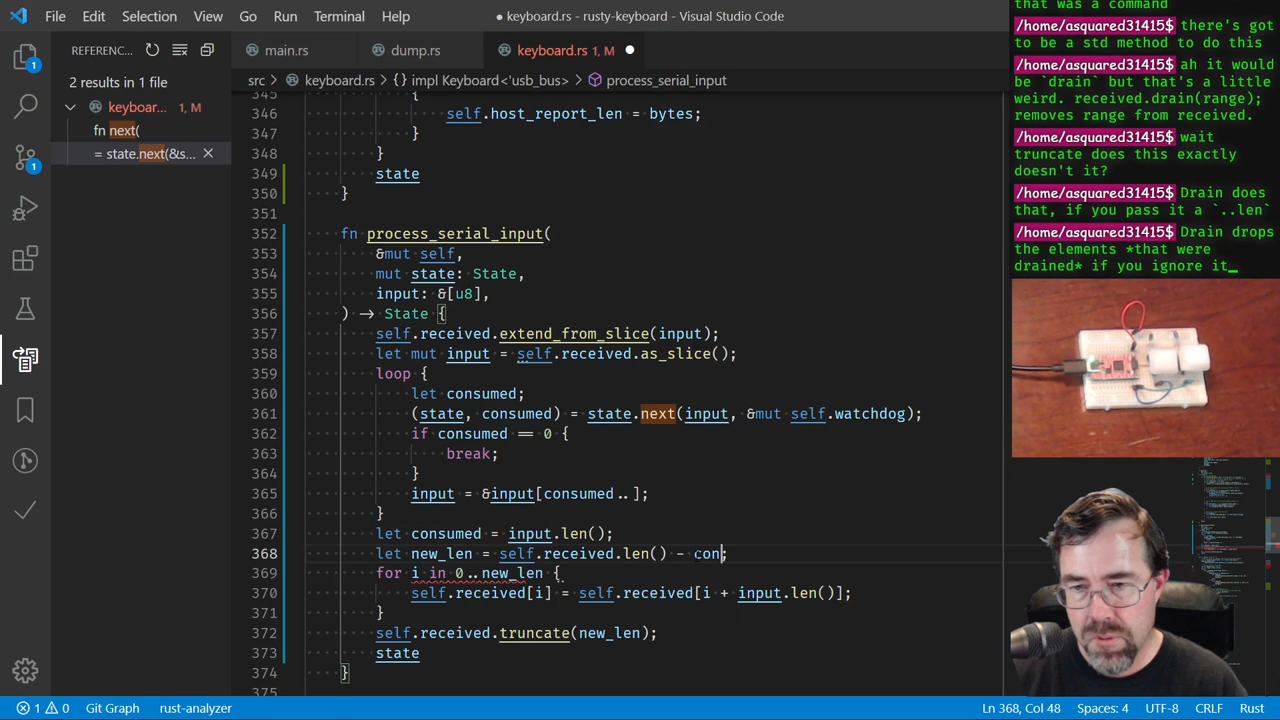 File Edit Selection View Go Run Terminal Help
● keyboard.rs - rusty-keyboard - Visual Studio Code
REFERENC...
2 results in 1 file
keyboar... 1, M
fn next(
= state.next(&s...
main.rs
dump.rs
keyboard.rs 1, M
src > keyboard.rs > {} impl Keyboard<'usb_bus> > process_serial_input
345 {
346 self.host_report_len = bytes;
347 }
348 }
349 state
350 }
351
352 fn process_serial_input(
353 &mut self,
354 mut state: State,
355 input: &[u8],
356 ) -> State {
357 self.received.extend_from_slice(input);
358 let mut input = self.received.as_slice();
359 loop {
360 let consumed;
361 (state, consumed) = state.next(input, &mut self.watchdog);
362 if consumed == 0 {
363 break;
364 }
365 input = &input[consumed..];
366 }
367 let consumed = input.len();
368 let new_len = self.received.len() - con;
369 for i in 0..new_len {
370 self.received[i] = self.received[i + input.len()];
371 }
372 self.received.truncate(new_len);
373 state
374 }
375
1
1
1 0
Git Graph
rust-analyzer
Ln 368, Col 48
Spaces: 4
UTF-8
CRLF
Rust
that was a command
/home/asquared31415$ there's got
to be a std method to do this
/home/asquared31415$ ah it would
be `drain` but that's a little
weird. received.drain(range);
removes range from received.
/home/asquared31415$ wait
truncate does this exactly
doesn't it?
/home/asquared31415$ Drain does
that, if you pass it a `..len`
/home/asquared31415$ Drain drops
the elements *that were
drained* if you ignore it_